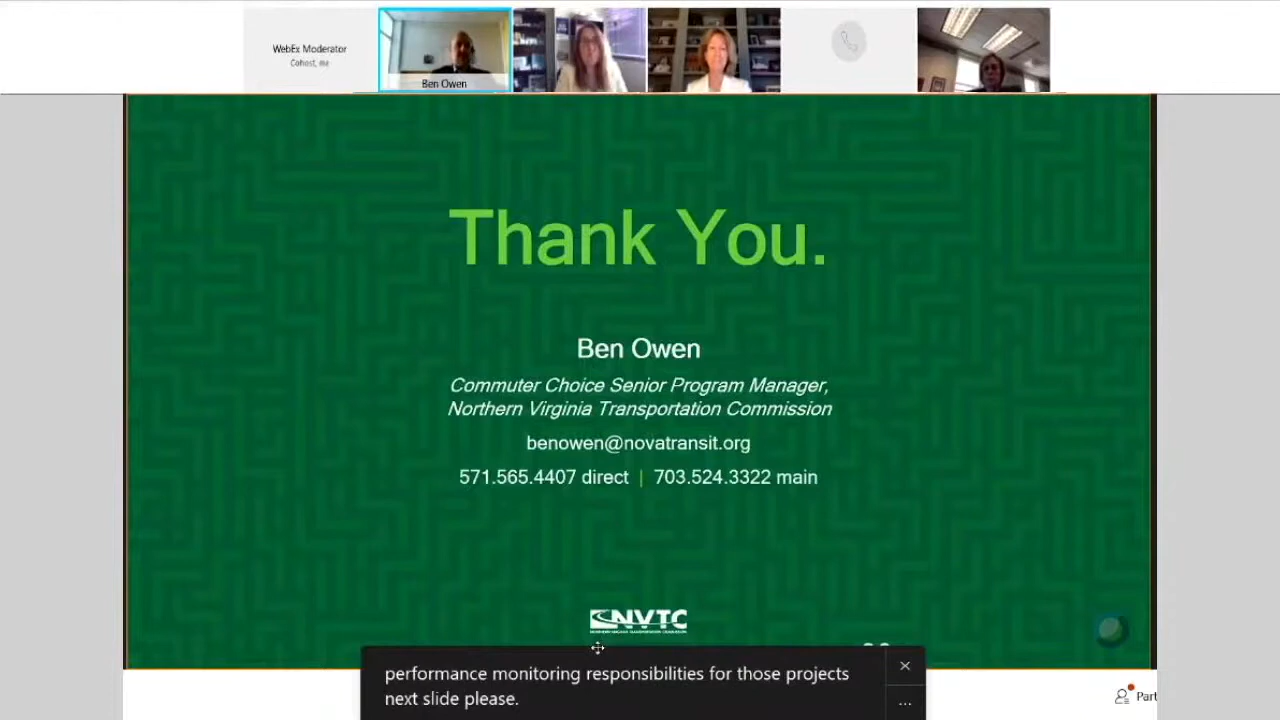 WebEx Moderator
Cohost, me
Ben Owen
Thank You.
Ben Owen
Commuter Choice Senior Program Manager,
Northern Virginia Transportation Commission
benowen@novatransit.org
571.565.4407 direct | 703.524.3322 main
NVTC
performance monitoring responsibilities for those projects
next slide please.
Part